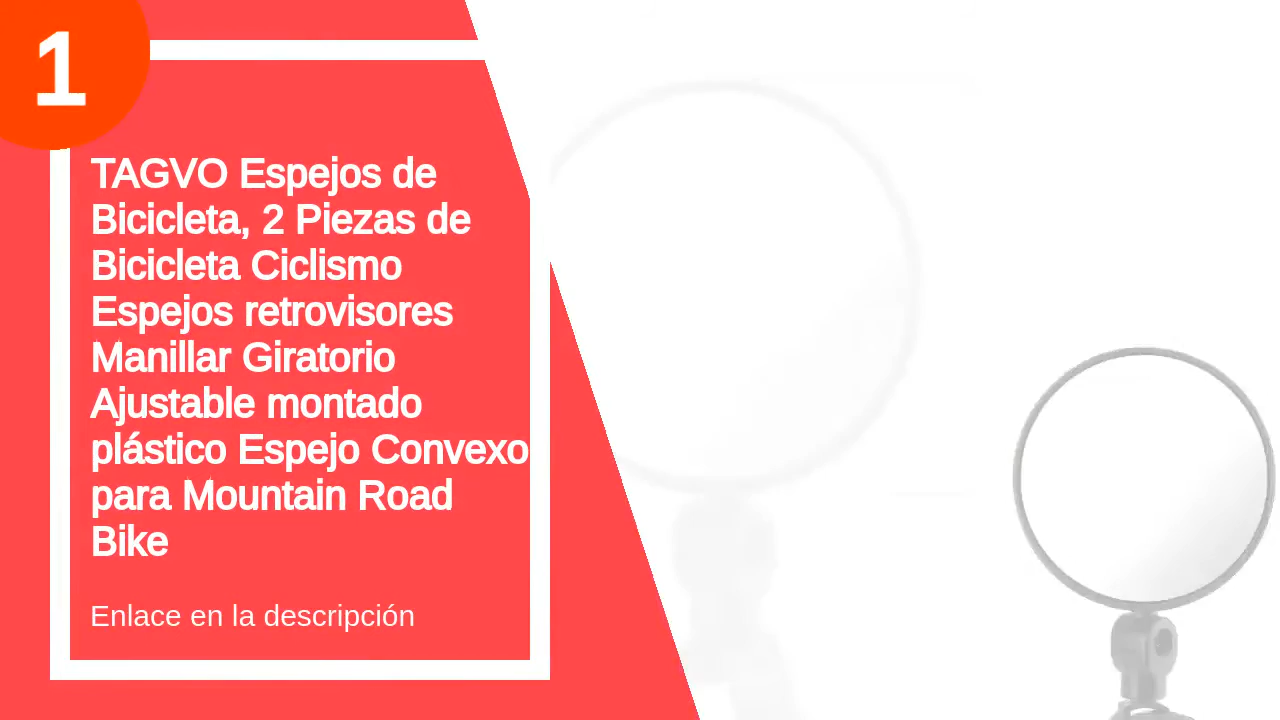 1
TAGVO Espejos de
Bicicleta, 2 Piezas de
Bicicleta Ciclismo
Espejos retrovisores
Manillar Giratorio
Ajustable montado
plástico Espejo Convexo
para Mountain Road
Bike
Enlace en la descripción